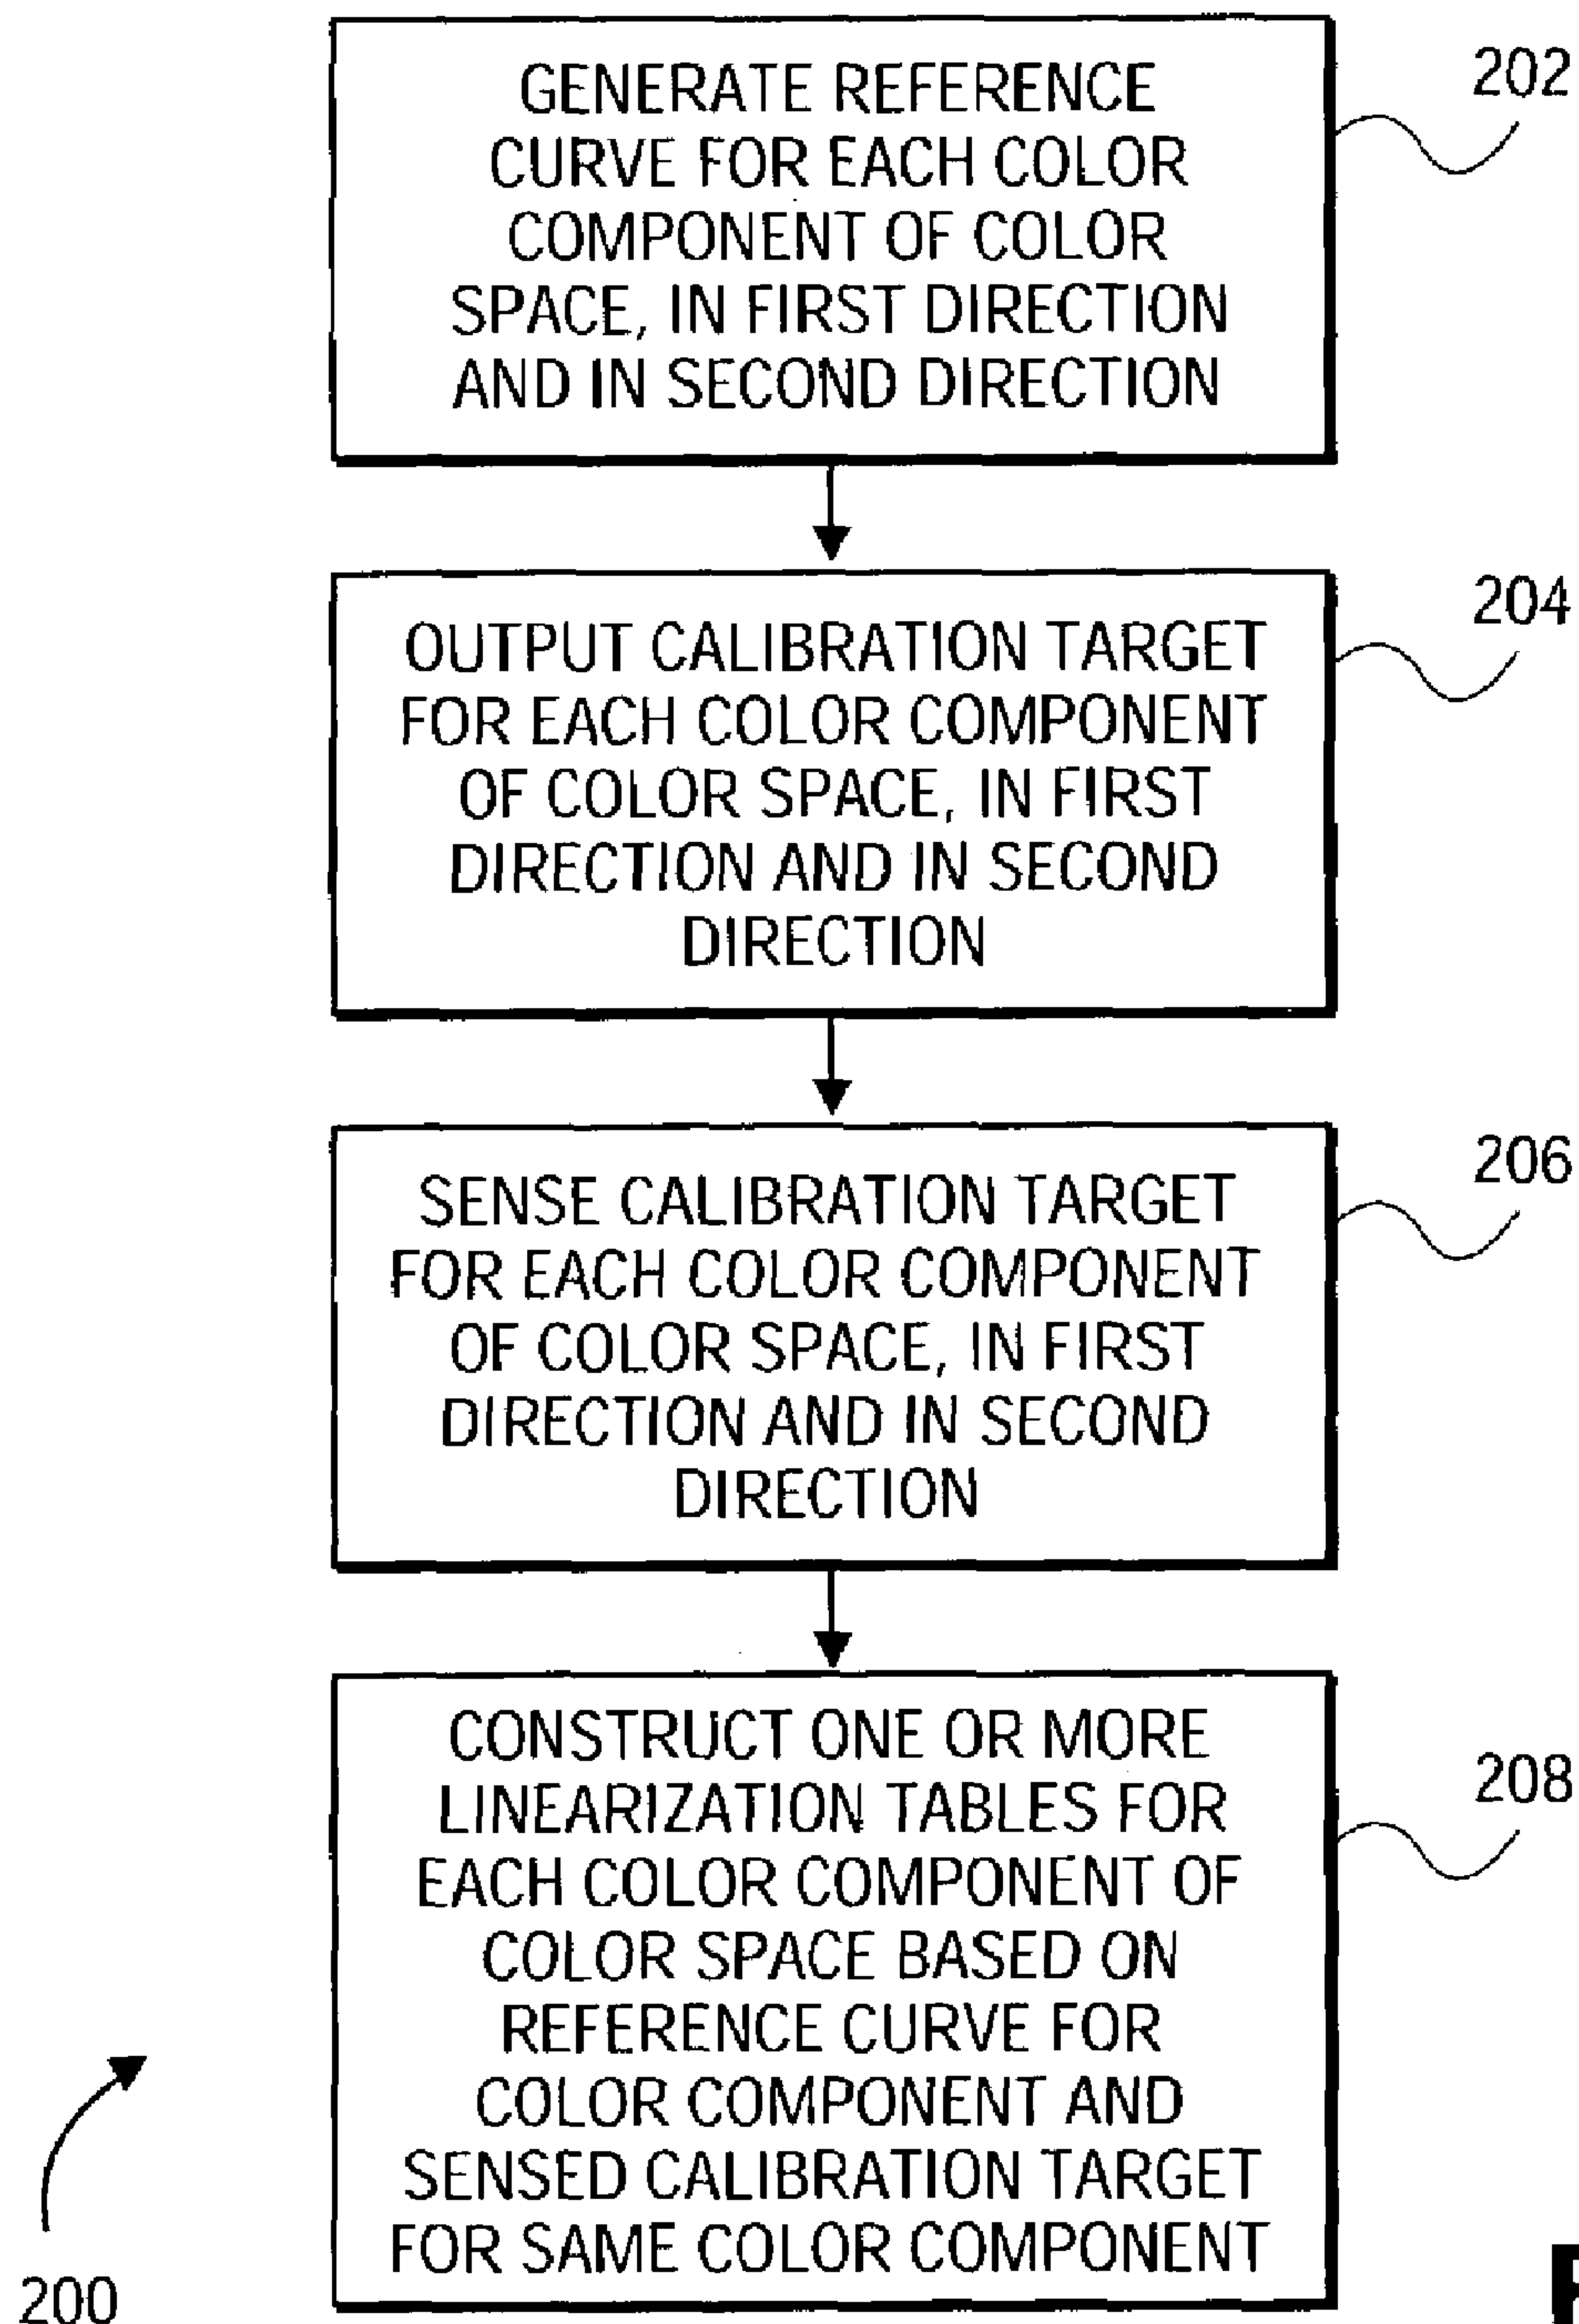 GENERATE REFERENCE
CURVE FOR EACH COLOR
COMPONENT OF COLOR
SPACE, IN FIRST DIRECTION
AND IN SECOND DIRECTION
202
OUTPUT CALIBRATION TARGET
FOR EACH COLOR COMPONENT
OF COLOR SPACE, IN FIRST
DIRECTION AND IN SECOND
DIRECTION
204
SENSE CALIBRATION TARGET
FOR EACH COLOR COMPONENT
OF COLOR SPACE, IN FIRST
DIRECTION AND IN SECOND
DIRECTION
206
CONSTRUCT ONE OR MORE
LINEARIZATION TABLES FOR
EACH COLOR COMPONENT OF
COLOR SPACE BASED ON
REFERENCE CURVE FOR
COLOR COMPONENT AND
SENSED CALIBRATION TARGET
FOR SAME COLOR COMPONENT
208
200